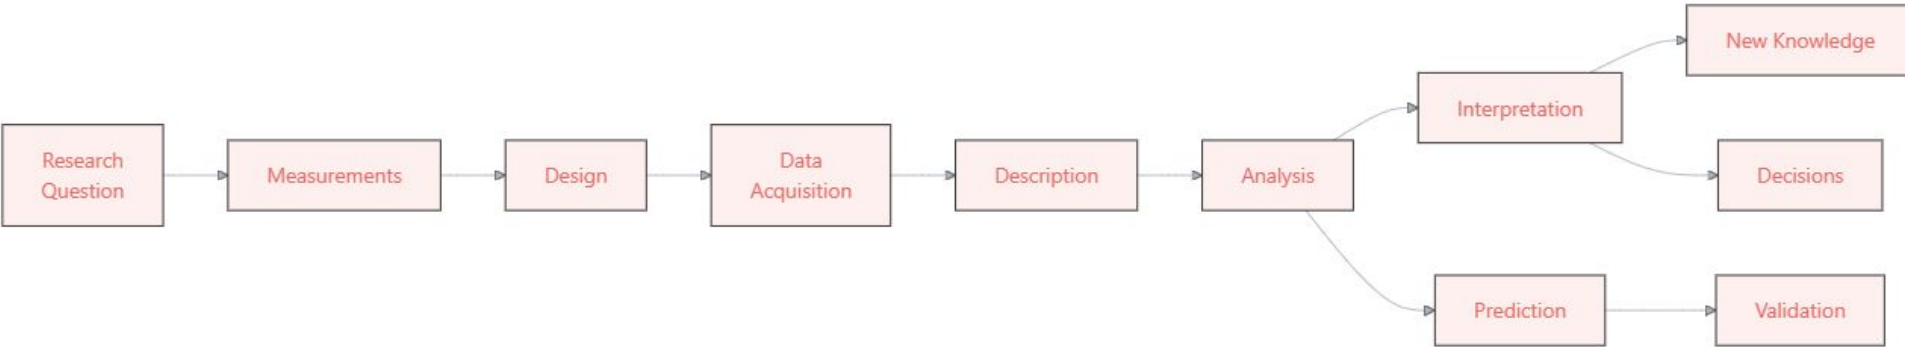 Research
Question
Measurements
Design
Data
Acquisition
Description
Analysis
Interpretation
New Knowledge
Decisions
Prediction
Validation